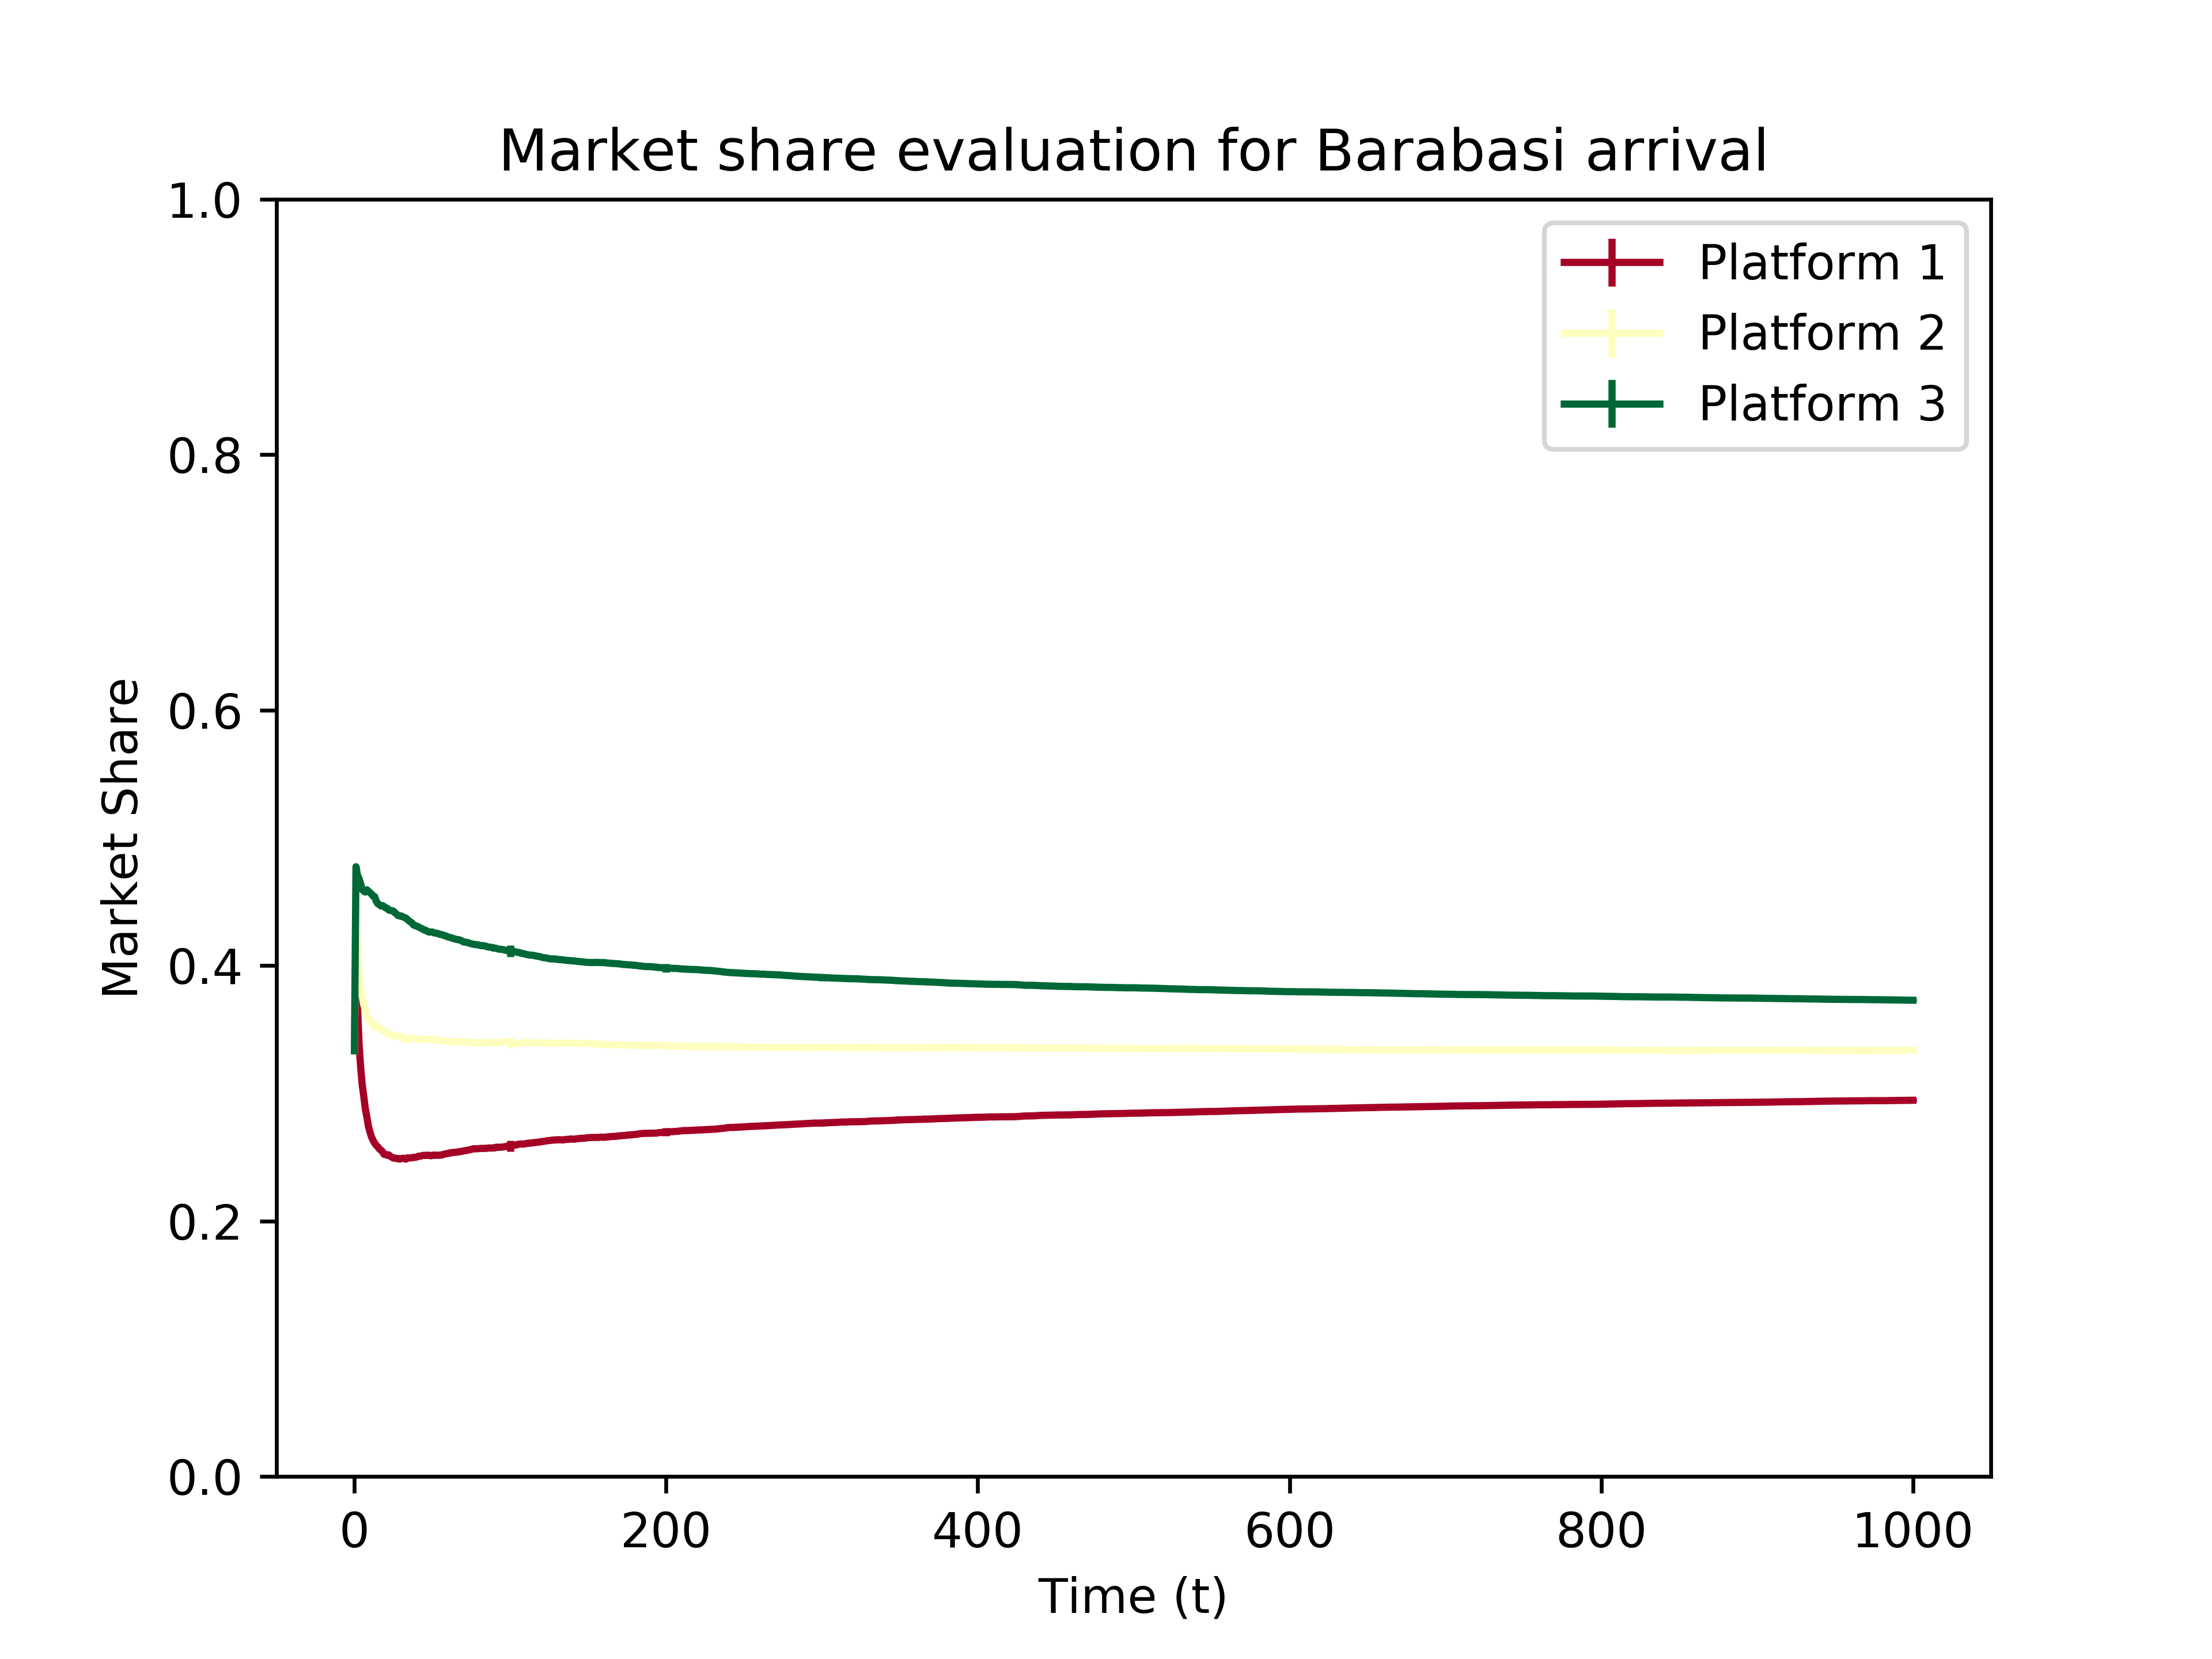 Market share evaluation for Barabasi arrival
1.0
0.8
0.6
0.4
0.2
0.0
Market Share
Platform 1
Platform 2
Platform 3
0 200 400 600 800 1000
Time (t)